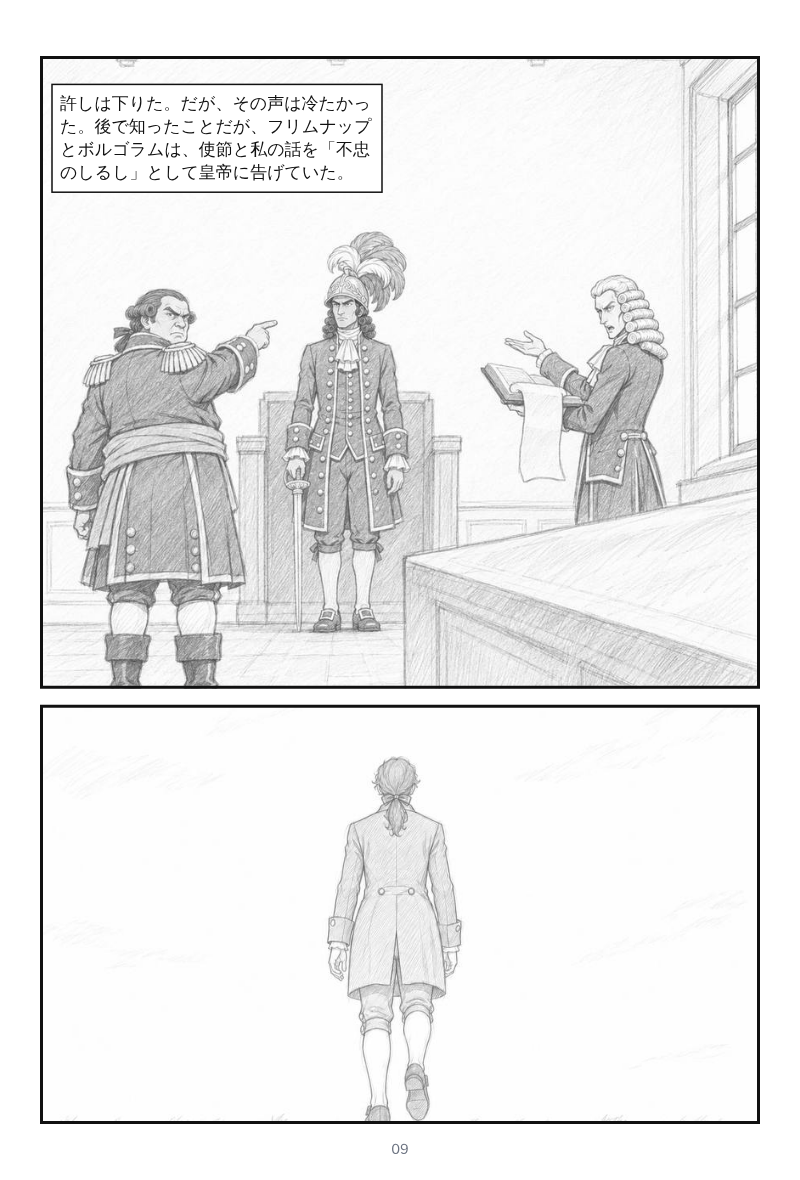 許しは下りた。だが、その声は冷たかっ
た。後で知ったことだが、フリムナップ
とボルゴラムは、使節と私の話を「不忠
のしるし」として皇帝に告げていた。
09